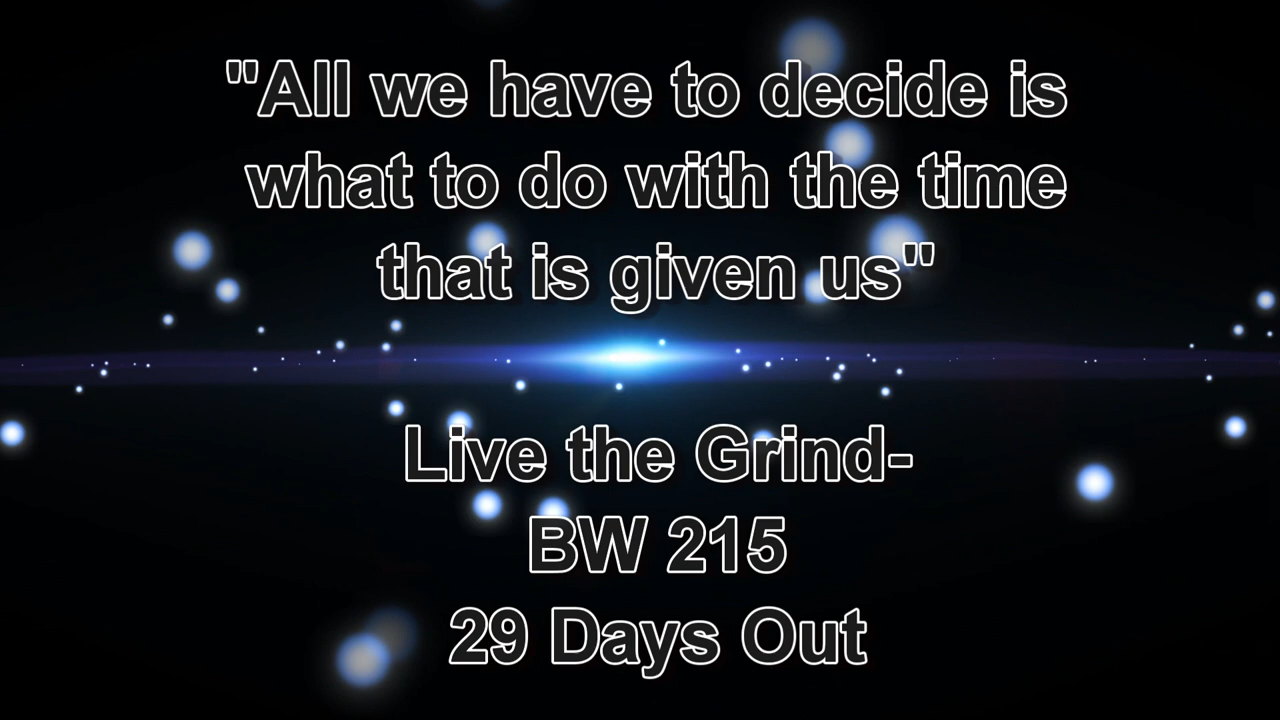 "All we have to decide is
what to do with the time
that is given us"
Live the Grind-
BW 215
29 Days Out